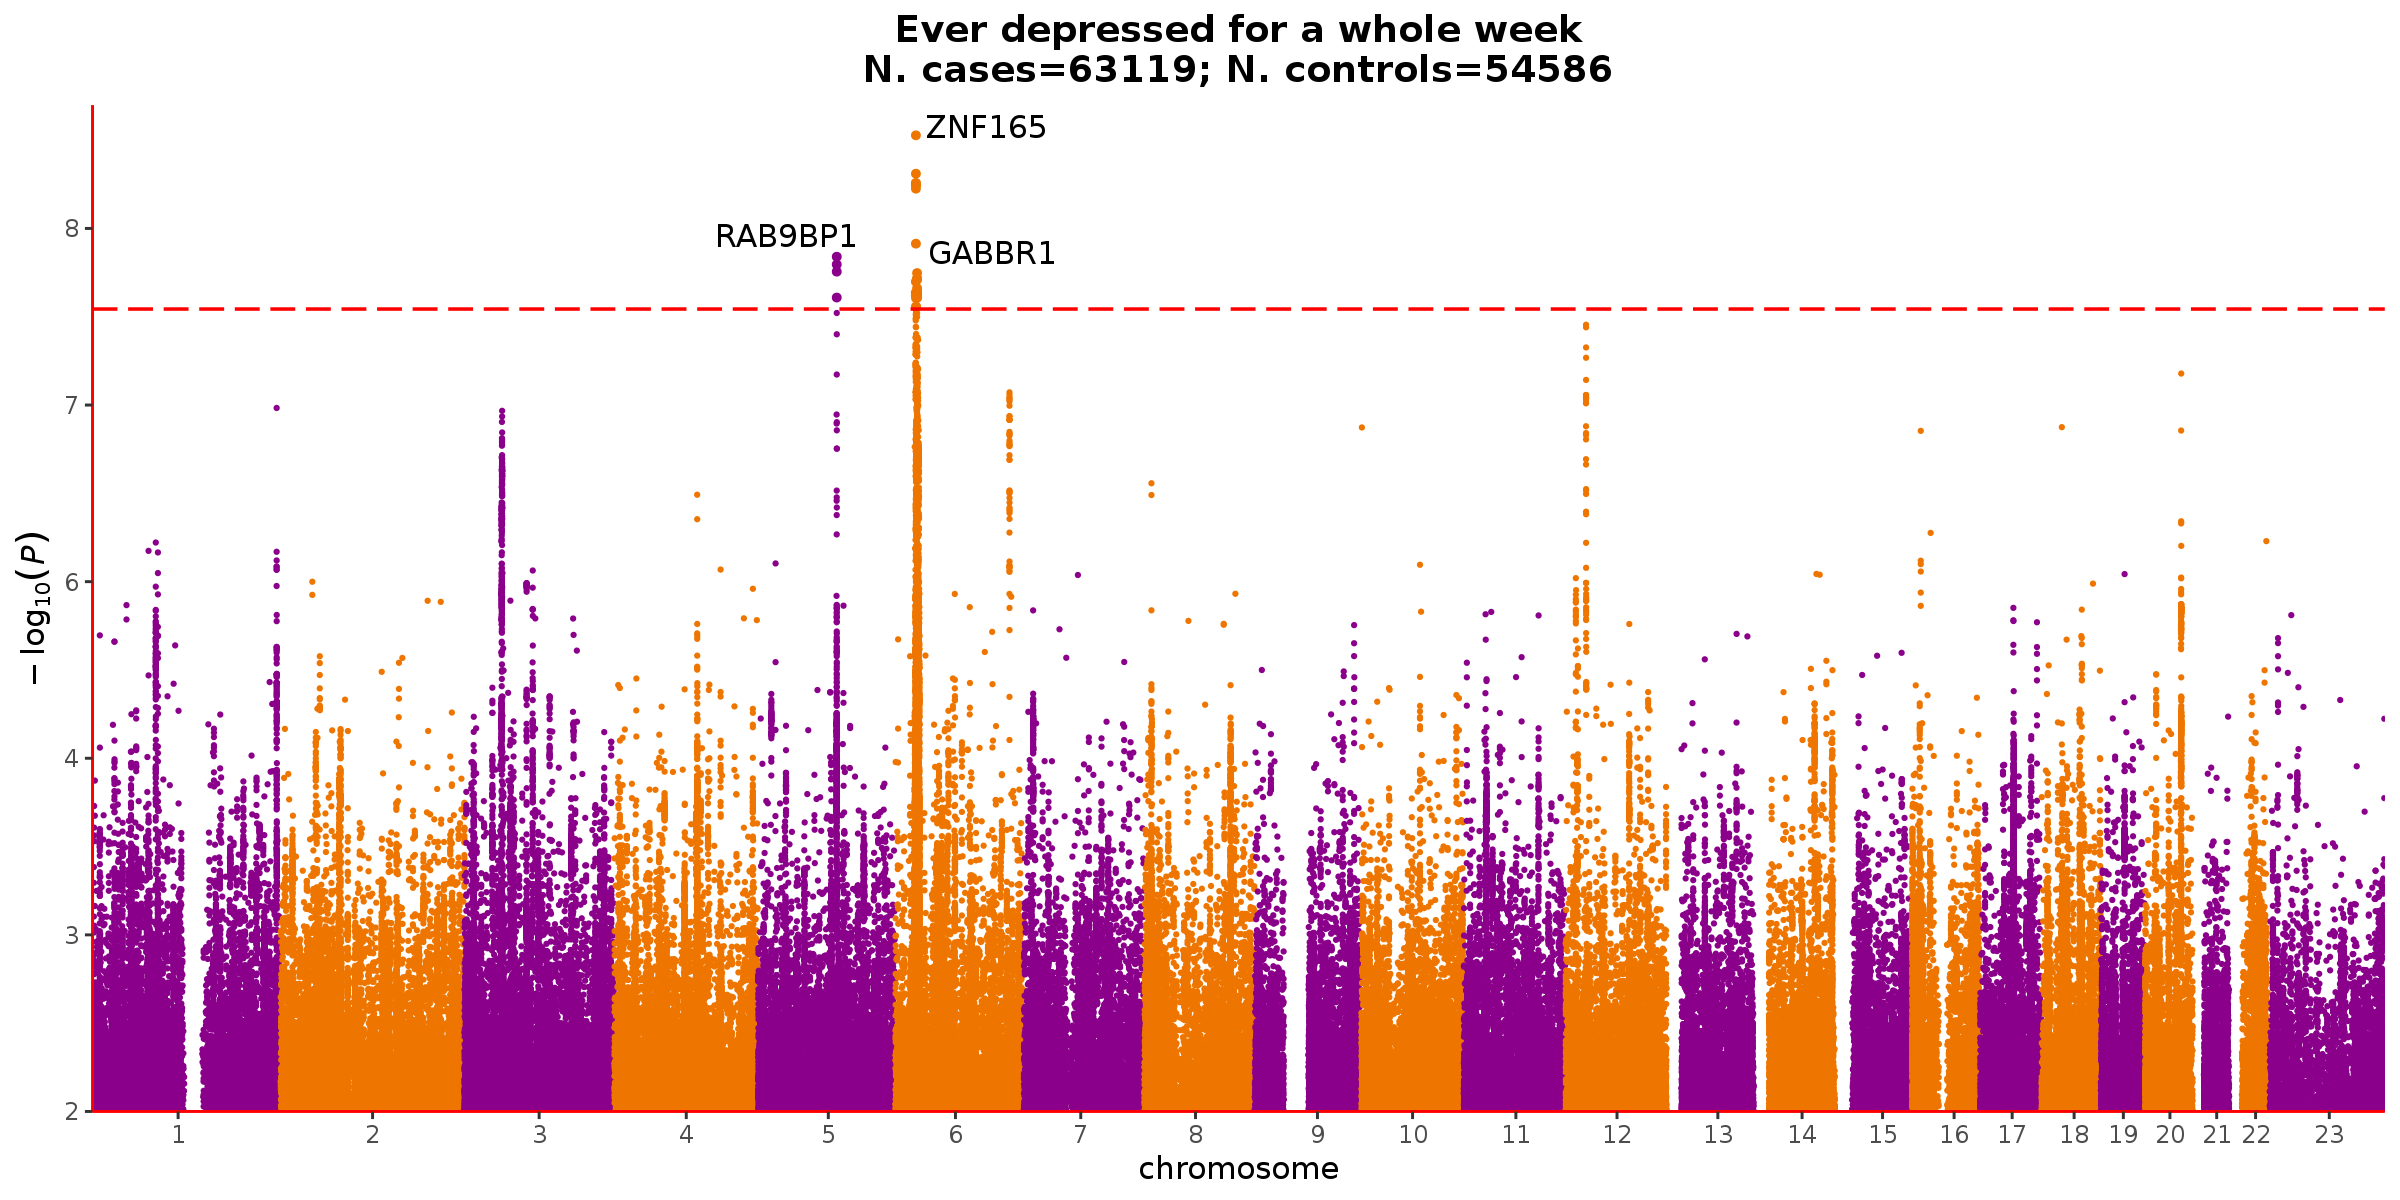 Ever depressed for a whole week
N. cases=63119; N. controls=54586
ZNF165
RAB9BP1
GABBR1
8
7
6
4
3
2
−log10(P)
1 2 3 4 5 6 7 8 9 10 11 12 13 14 15 16 17 18 19 20 21 22 23
chromosome